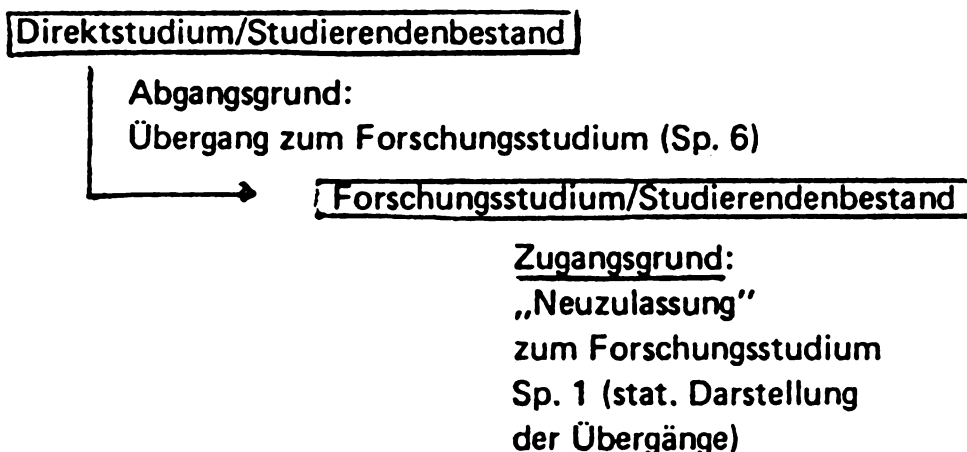 Direktstudium/Studierendenbestand
Abgangsgrund:
Übergang zum Forschungsstudium (Sp. 6)
Forschungsstudium/Studierendenbestand
Zugangsgrund:
„Neuzulassung”
zum Forschungsstudium
Sp. 1 (stat. Darstellung
der Übergänge)